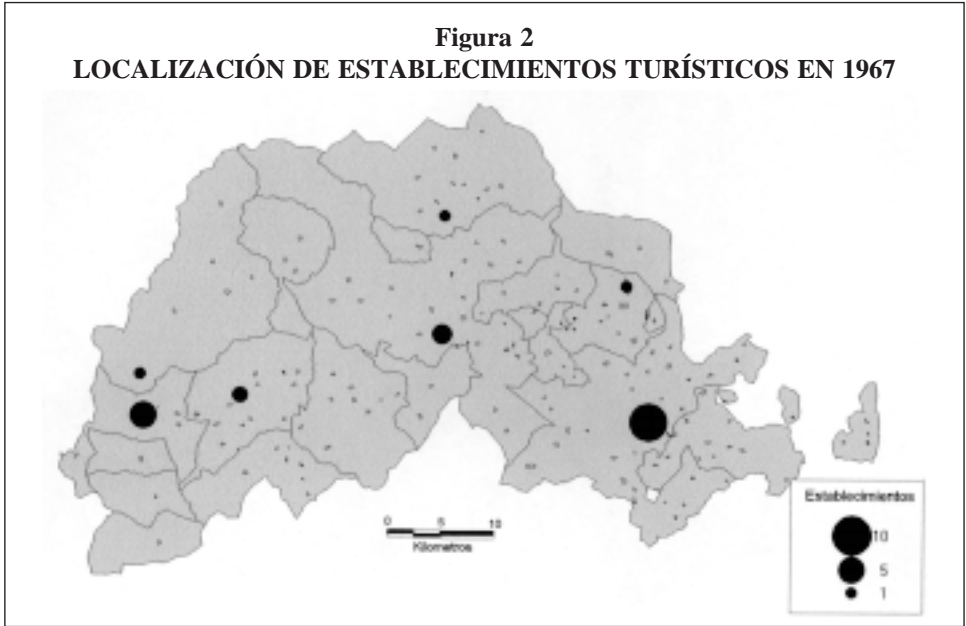 Figura 2
LOCALIZACIÓN DE ESTABLECIMIENTOS TURÍSTICOS EN 1967
0 5 10
Kilometros
Establecimientos
10
5
1